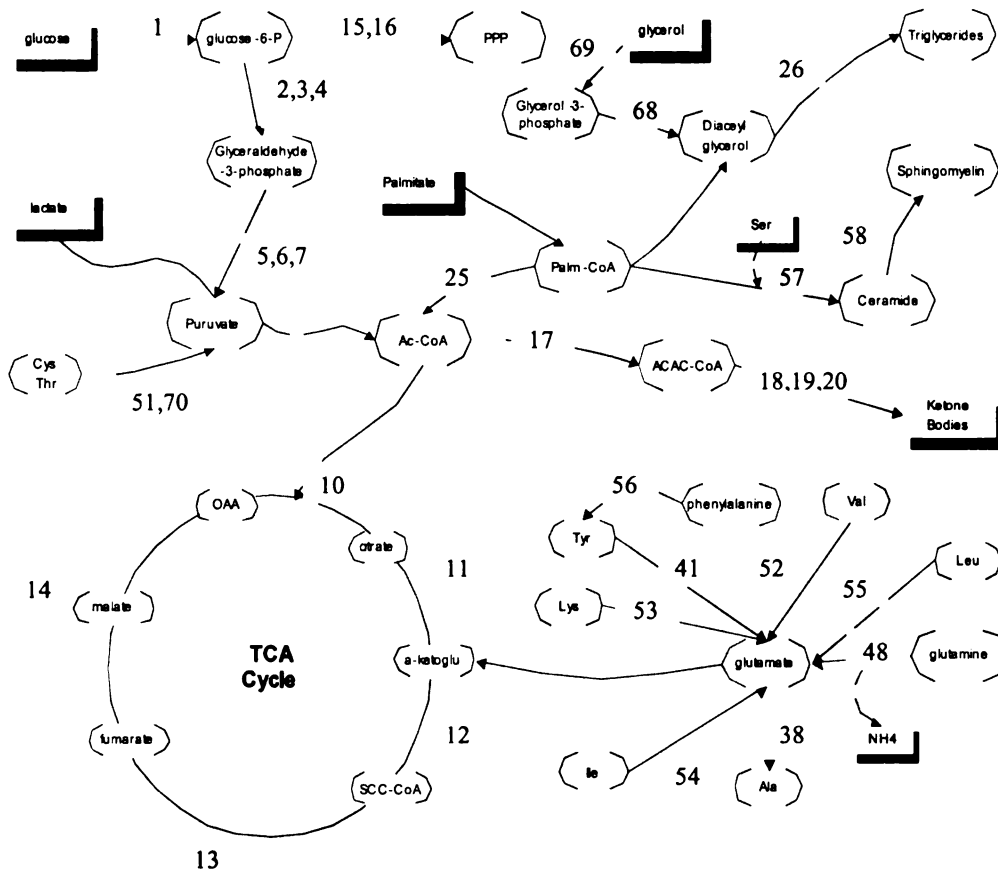 1
15,16
glucose
glucose-6-P
PPP
69
glycerol
26
Triglycerides
2,3,4
Glycerol -3-
phosphate
68
Diaceyl
glycerol
Glyceraldehyde
-3-phosphate
Palmitate
Sphingomyelin
lactate
Ser
58
5,6,7
25
Palm-CoA
57
Ceramide
Puruvate
Ac-CoA
17
ACAC-CoA
18,19,20
Cys
Thr
51,70
Ketone
Bodies
10
OAA
56
phenylalanine
Val
Tyr
citrate
11
41
52
55
Leu
14
malate
Lys
53
TCA
Cycle
a-ketoglu
glutamate
48
glutamine
fumarate
12
38
NH4
Ile
54
Ala
SCC-CoA
13